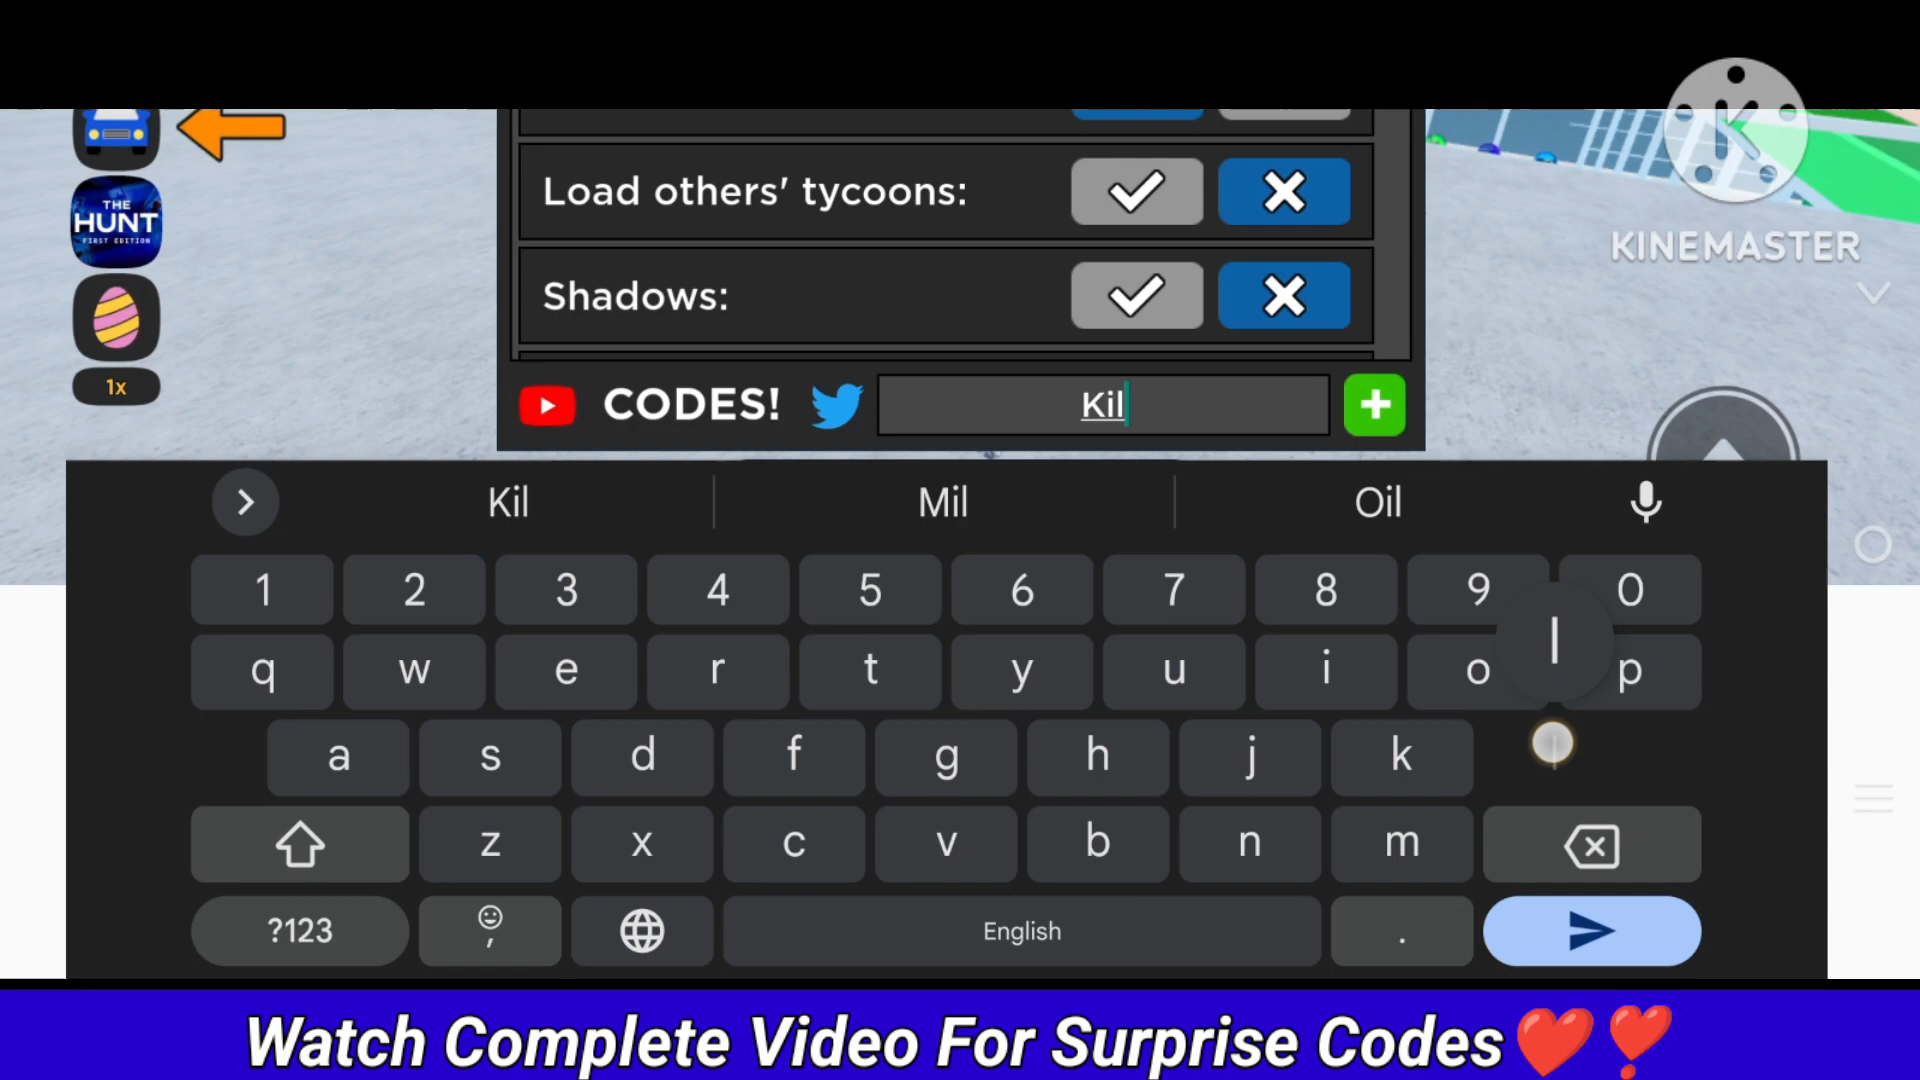 THE
HUNT
FIRST EDITION
1x
Load others' tycoons:
Shadows:
CODES!
Kil
KINEMASTER
Kil Mil Oil
1 2 3 4 5 6 7 8 9 0
q w e r t y u i o l p
a s d f g h j k
z x c v b n m
?123 , English .
Watch Complete Video For Surprise Codes❤️❣️